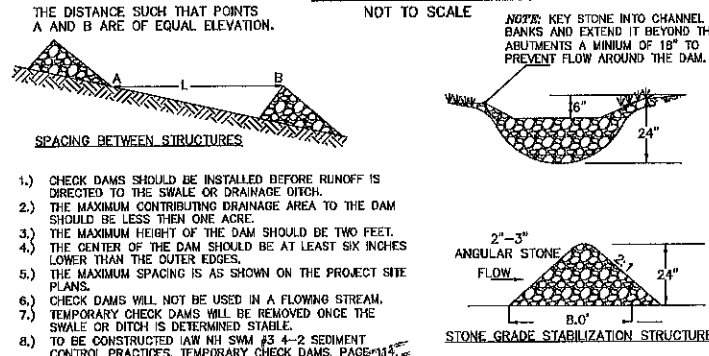 THE DISTANCE SUCH THAT POINTS
A AND B ARE OF EQUAL ELEVATION.
A
L
B
SPACING BETWEEN STRUCTURES
NOT TO SCALE
NOTE: KEY STONE INTO CHANNEL
BANKS AND EXTEND IT BEYOND TH
ABUTMENTS A MINIUM OF 18" TO
PREVENT FLOW AROUND THE DAM.
6"
24"
1.) CHECK DAMS SHOULD BE INSTALLED BEFORE RUNOFF IS
DIRECTED TO THE SWALE OR DRAINAGE DITCH.
2.) THE MAXIMUM CONTRIBUTING DRAINAGE AREA TO THE DAM
SHOULD BE LESS THEN ONE ACRE.
3.) THE MAXIMUM HEIGHT OF THE DAM SHOULD BE TWO FEET.
4.) THE CENTER OF THE DAM SHOULD BE AT LEAST SIX INCHES
LOWER THAN THE OUTER EDGES.
5.) THE MAXIMUM SPACING IS AS SHOWN ON THE PROJECT SITE
PLANS.
6.) CHECK DAMS WILL NOT BE USED IN A FLOWING STREAM.
7.) TEMPORARY CHECK DAMS WILL BE REMOVED ONCE THE
SWALE OR DITCH IS DETERMINED STABLE.
8.) TO BE CONSTRUCTED IAW NH SWM #3 4-2 SEDIMENT
CONTROL PRACTICES, TEMPORARY CHECK DAMS, PAGE 114.
2"-3"
ANGULAR STONE
FLOW
24"
8.0'
STONE GRADE STABILIZATION STRUCTURE